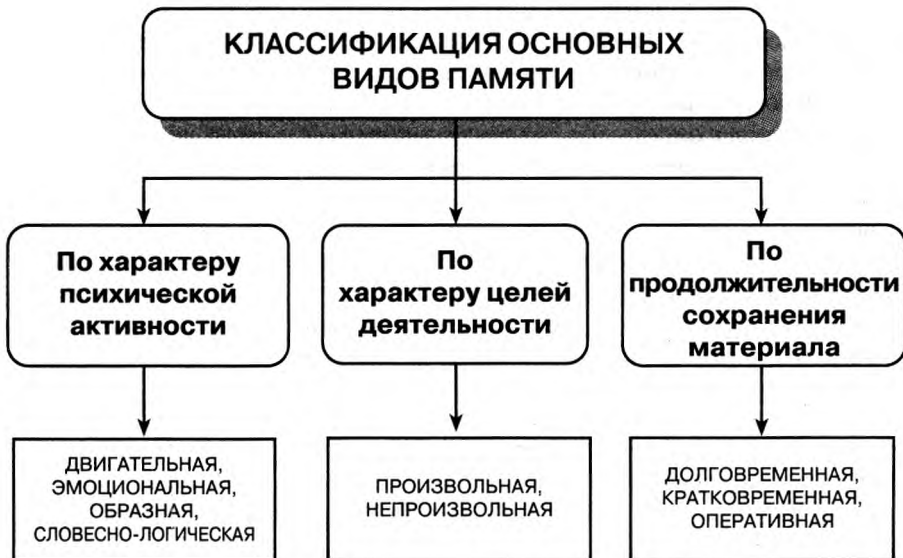 КЛАССИФИКАЦИЯ ОСНОВНЫХ
ВИДОВ ПАМЯТИ
По характеру
психической
активности
По
характеру целей
деятельности
По
продолжительности
сохранения
материала
ДВИГАТЕЛЬНАЯ,
ЭМОЦИОНАЛЬНАЯ,
ОБРАЗНАЯ,
СЛОВЕСНО-ЛОГИЧЕСКАЯ
ПРОИЗВОЛЬНАЯ,
НЕПРОИЗВОЛЬНАЯ
ДОЛГОВРЕМЕННАЯ,
КРАТКОВРЕМЕННАЯ,
ОПЕРАТИВНАЯ